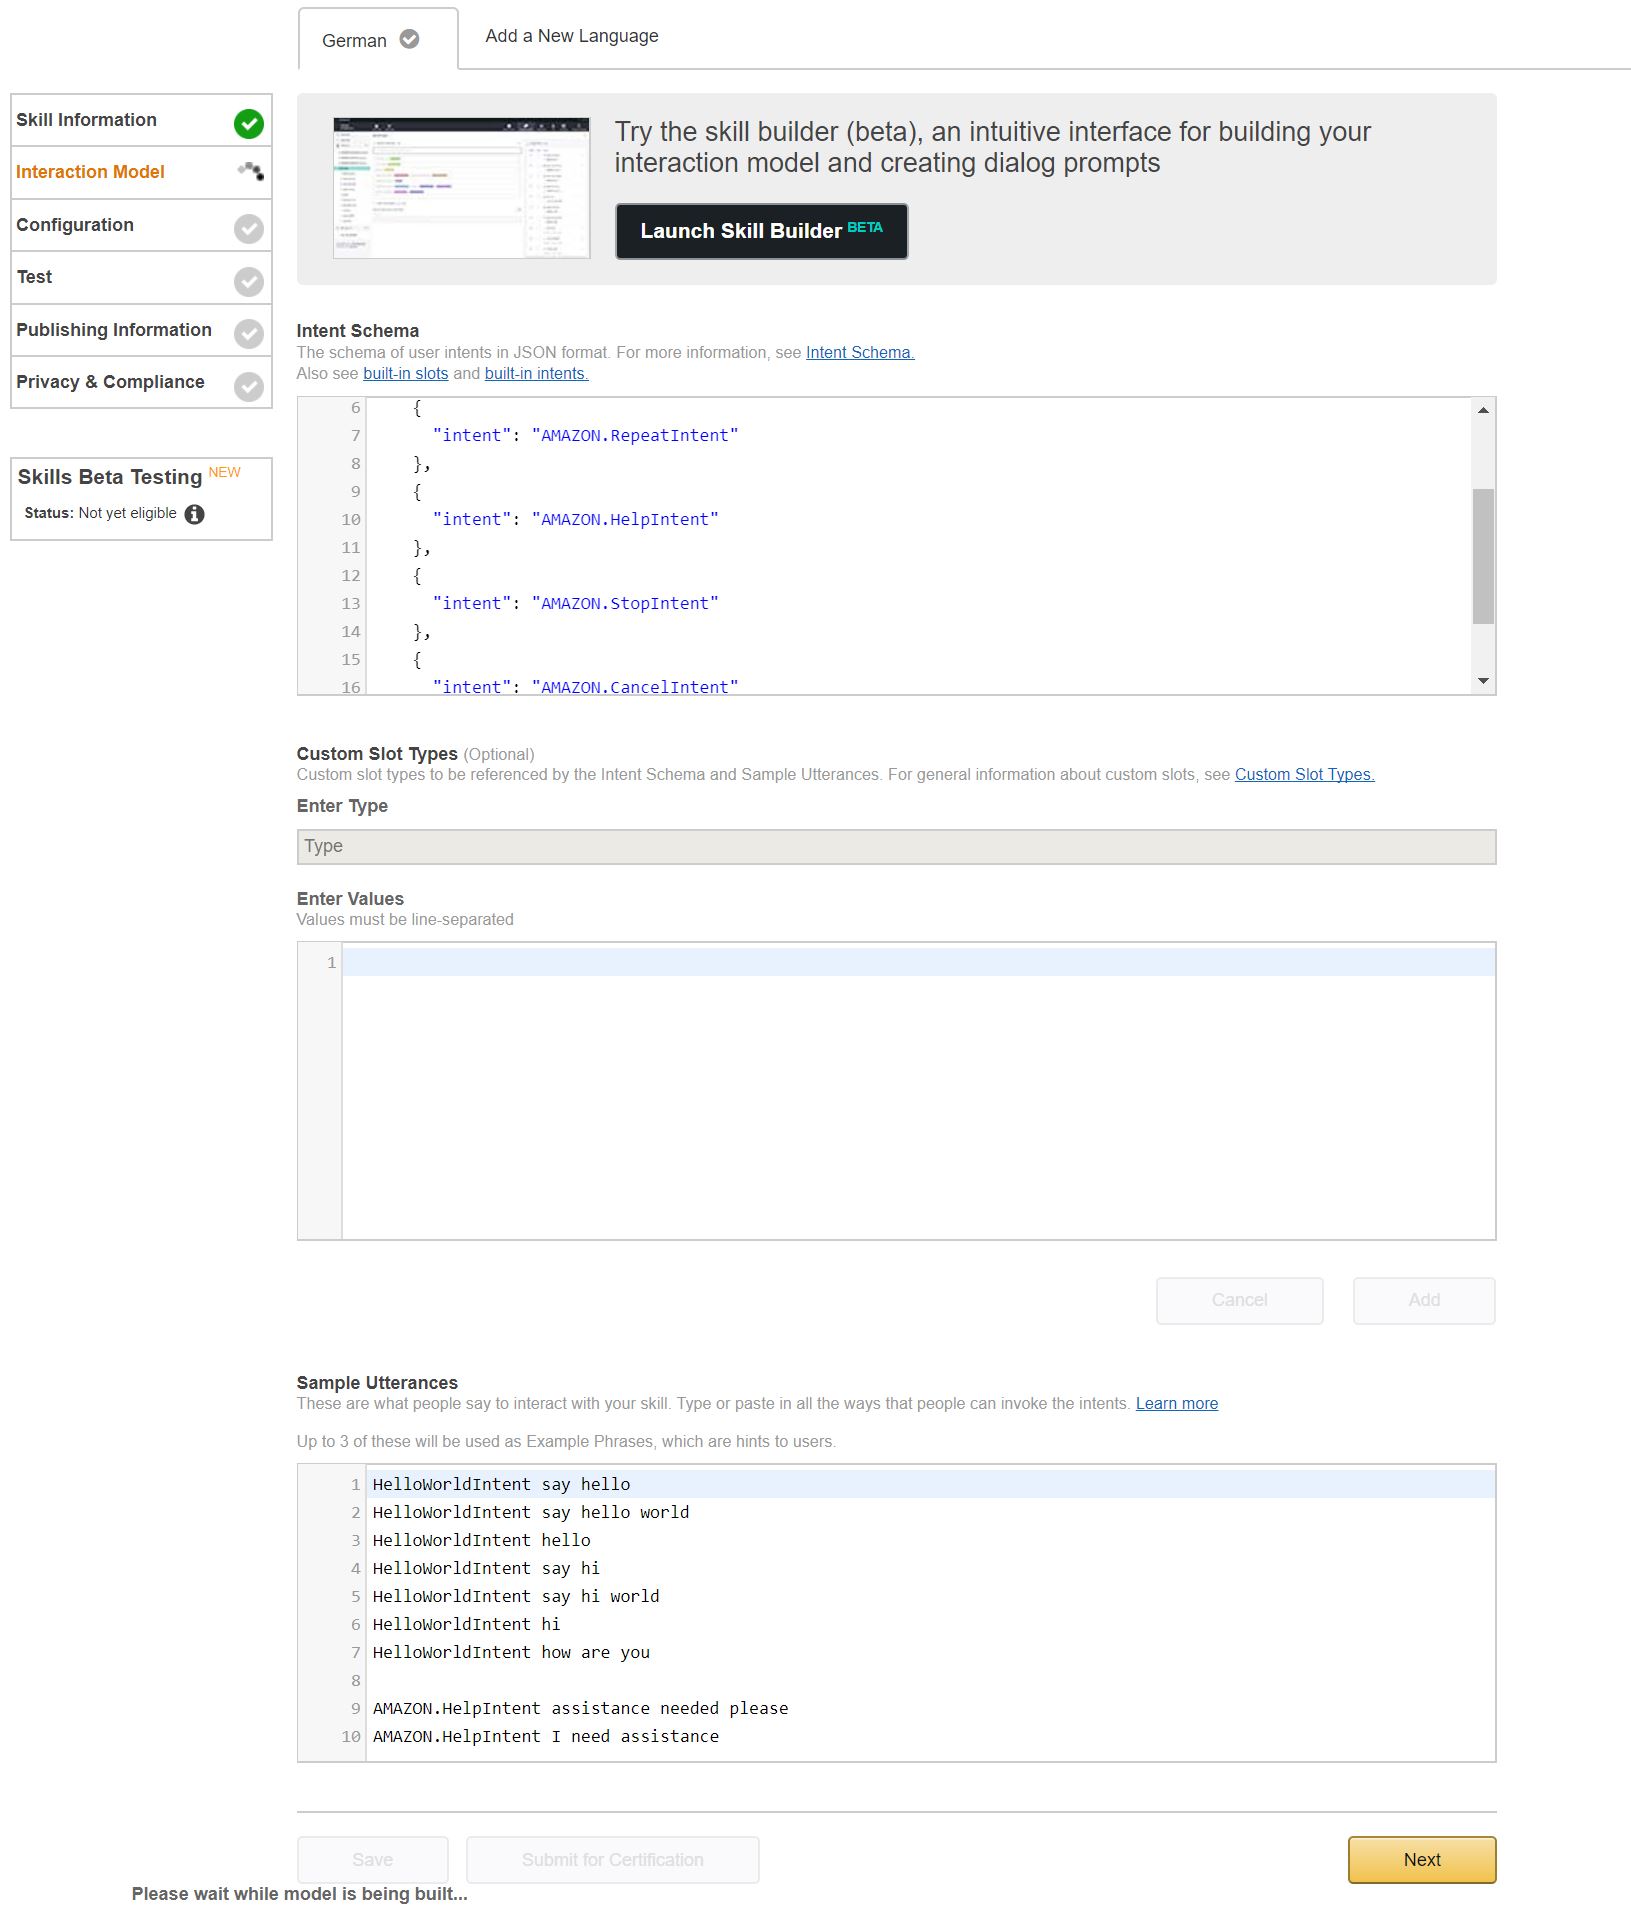 German
Add a New Language
Skill Information
Interaction Model
Configuration
Test
Publishing Information
Privacy & Compliance
Skills Beta Testing NEW
Status: Not yet eligible
Try the skill builder (beta), an intuitive interface for building your
interaction model and creating dialog prompts
Launch Skill Builder BETA
Intent Schema
The schema of user intents in JSON format. For more information, see Intent Schema.
Also see built-in slots and built-in intents.
6 {
7 "intent": "AMAZON.RepeatIntent"
8 },
9 {
10 "intent": "AMAZON.HelpIntent"
11 },
12 {
13 "intent": "AMAZON.StopIntent"
14 },
15 {
16 "intent": "AMAZON.CancelIntent"
Custom Slot Types (Optional)
Custom slot types to be referenced by the Intent Schema and Sample Utterances. For general information about custom slots, see Custom Slot Types.
Enter Type
Type
Enter Values
Values must be line-separated
1
Cancel
Add
Sample Utterances
These are what people say to interact with your skill. Type or paste in all the ways that people can invoke the intents. Learn more
Up to 3 of these will be used as Example Phrases, which are hints to users.
1 HelloWorldIntent say hello
2 HelloWorldIntent say hello world
3 HelloWorldIntent hello
4 HelloWorldIntent say hi
5 HelloWorldIntent say hi world
6 HelloWorldIntent hi
7 HelloWorldIntent how are you
8
9 AMAZON.HelpIntent assistance needed please
10 AMAZON.HelpIntent I need assistance
Save
Submit for Certification
Next
Please wait while model is being built...